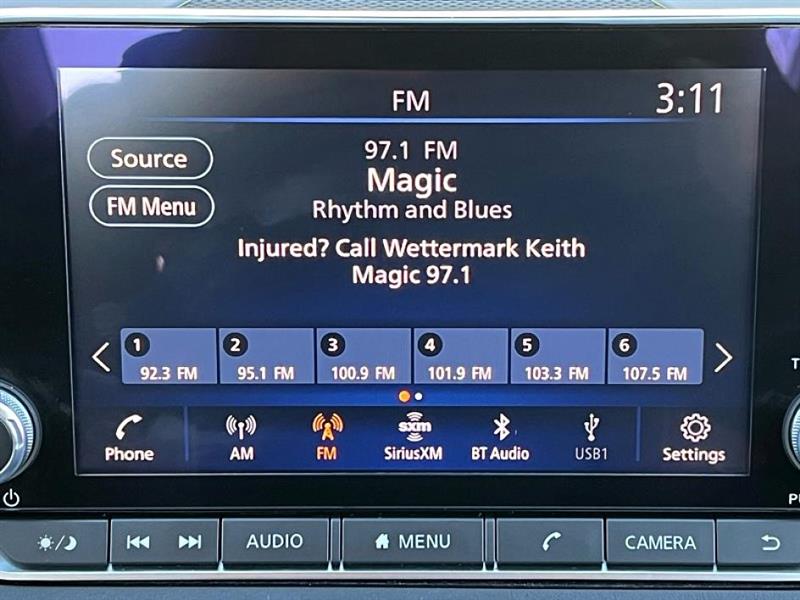 FM
3:11
Source
97.1 FM
Magic
FM Menu
Rhythm and Blues
Injured? Call Wettermark Keith
Magic 97.1
1 2 3 4 5 6
92.3 FM 95.1 FM 100.9 FM 101.9 FM 103.3 FM 107.5 FM
sxm
Phone AM FM SiriusXM BT Audio USB1 Settings
AUDIO MENU CAMERA